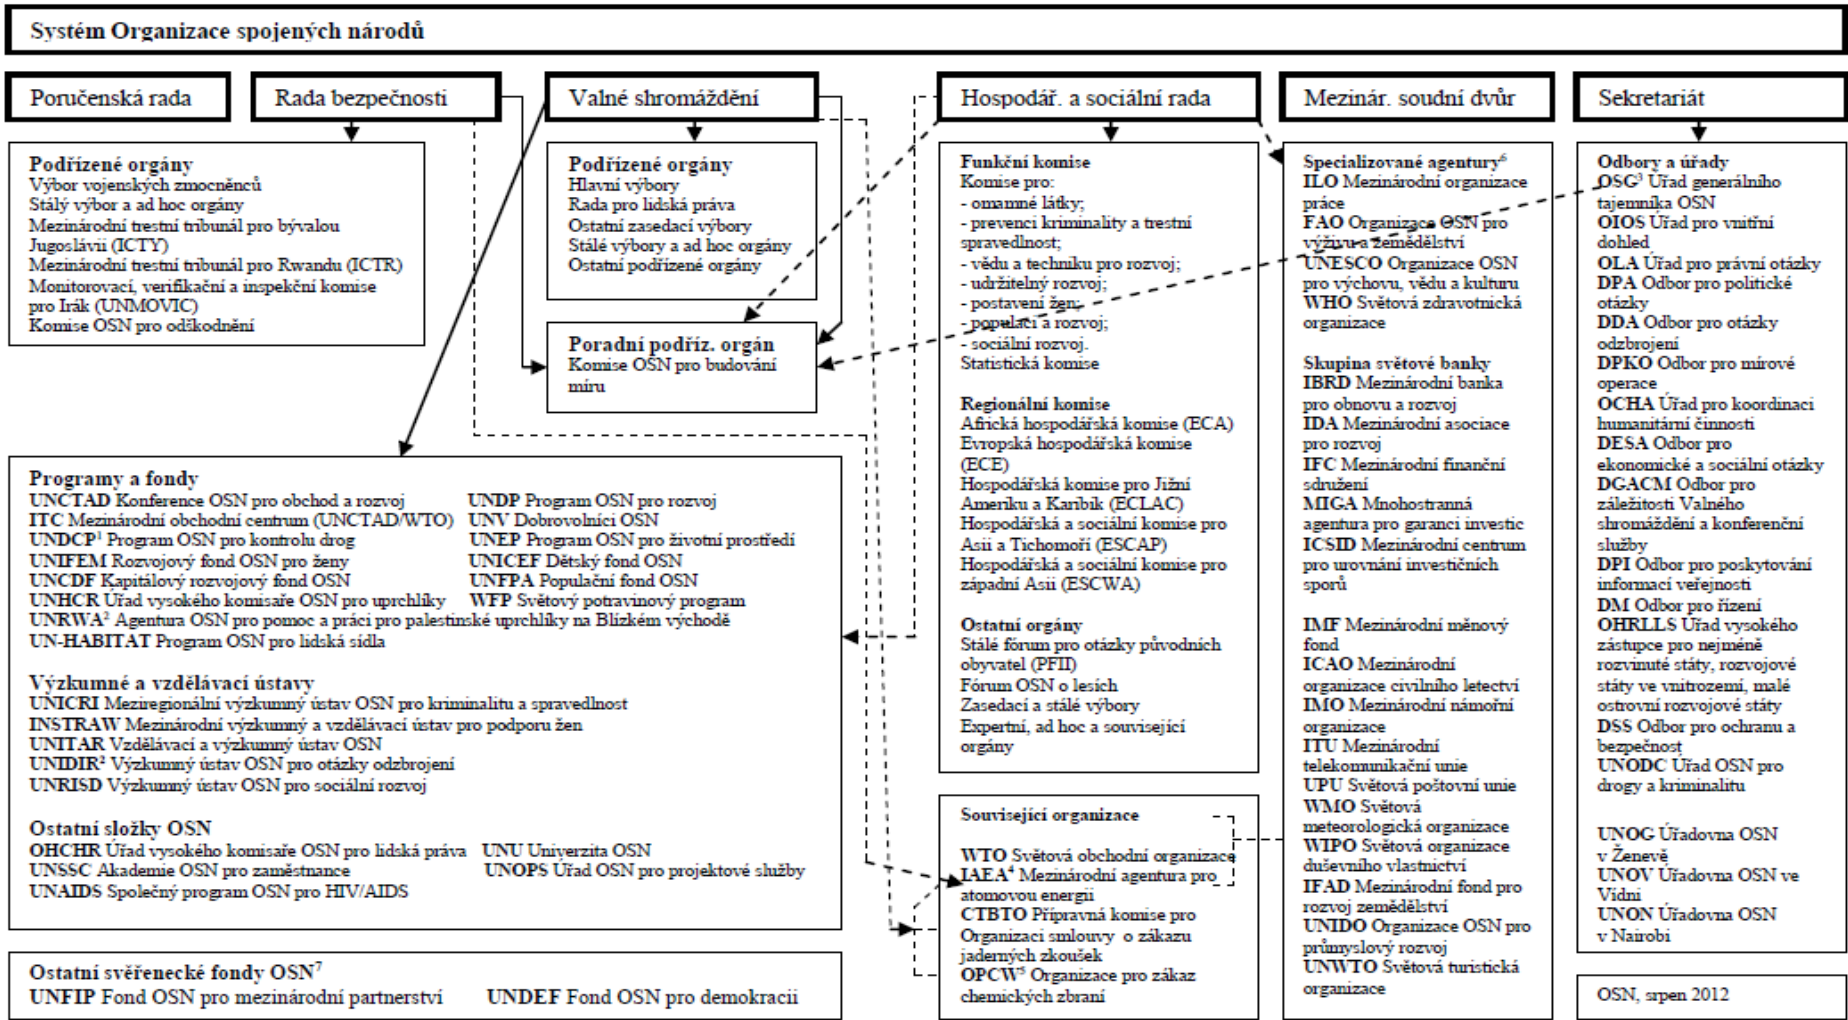 Systém Organizace spojených národů
Poručenská rada
Rada bezpečnosti
Valné shromáždění
Hospodář. a sociální rada
Mezinár. soudní dvůr
Sekretariát
Podřízené orgány
Výbor vojenských zmocněnců
Stálý výbor a ad hoc orgány
Mezinárodní trestní tribunál pro bývalou
Jugoslávii (ICTY)
Mezinárodní trestní tribunál pro Rwandu (ICTR)
Monitorovací, verifikační a inspekční komise
pro Irák (UNMOVIC)
Komise OSN pro odškodnění
Podřízené orgány
Hlavní výbory
Rada pro lidská práva
Ostatní zasedací výbory
Stálé výbory a ad hoc orgány
Ostatní podřízené orgány
Poradní podříz. orgán
Komise OSN pro budování
míru
Programy a fondy
UNCTAD Konference OSN pro obchod a rozvoj
ITC Mezinárodní obchodní centrum (UNCTAD/WTO)
UNDCP¹ Program OSN pro kontrolu drog
UNIFEM Rozvojový fond OSN pro ženy
UNCDF Kapitálový rozvojový fond OSN
UNHCR Úřad vysokého komisaře OSN pro uprchlíky
UNRWA² Agentura OSN pro pomoc a práci pro palestinské uprchlíky na Blízkém východě
UN-HABITAT Program OSN pro lidská sídla
UNDP Program OSN pro rozvoj
UNV Dobrovolníci OSN
UNEP Program OSN pro životní prostředí
UNICEF Dětský fond OSN
UNFPA Populační fond OSN
WFP Světový potravinový program
Výzkumné a vzdělávací ústavy
UNICRI Meziregionální výzkumný ústav OSN pro kriminalitu a spravedlnost
INSTRAW Mezinárodní výzkumný a vzdělávací ústav pro podporu žen
UNITAR Vzdělávací a výzkumný ústav OSN
UNIDIR² Výzkumný ústav OSN pro otázky odzbrojení
UNRISD Výzkumný ústav OSN pro sociální rozvoj
Ostatní složky OSN
OHCHR Úřad vysokého komisaře OSN pro lidská práva
UNSSC Akademie OSN pro zaměstnance
UNAIDS Společný program OSN pro HIV/AIDS
UNU Univerzita OSN
UNOPS Úřad OSN pro projektové služby
Ostatní svěřenecké fondy OSN⁷
UNFIP Fond OSN pro mezinárodní partnerství
UNDEF Fond OSN pro demokracii
Funkční komise
Komise pro:
- omamné látky;
- prevenci kriminality a trestní
spravedlnost;
- vědu a techniku pro rozvoj;
- udržitelný rozvoj;
- postavení žen;
- populaci a rozvoj;
- sociální rozvoj.
Statistická komise
Regionální komise
Africká hospodářská komise (ECA)
Evropská hospodářská komise
(ECE)
Hospodářská komise pro Jižní
Ameriku a Karibik (ECLAC)
Hospodářská a sociální komise pro
Asii a Tichomoří (ESCAP)
Hospodářská a sociální komise pro
západní Asii (ESCWA)
Ostatní orgány
Stálé fórum pro otázky původních
obyvatel (PFII)
Fórum OSN o lesích
Zasedací a stálé výbory
Expertní, ad hoc a související
orgány
Související organizace
WTO Světová obchodní organizace
IAEA⁴ Mezinárodní agentura pro
atomovou energii
CTBTO Přípravná komise pro
Organizaci smlouvy o zákazu
jaderných zkoušek
OPCW⁵ Organizace pro zákaz
chemických zbraní
Specializované agentury⁶
ILO Mezinárodní organizace
práce
FAO Organizace OSN pro
výživu a zemědělství
UNESCO Organizace OSN
pro výchovu, vědu a kulturu
WHO Světová zdravotnická
organizace
Skupina světové banky
IBRD Mezinárodní banka
pro obnovu a rozvoj
IDA Mezinárodní asociace
pro rozvoj
IFC Mezinárodní finanční
sdružení
MIGA Mnohostranná
agentura pro garanci investic
ICSID Mezinárodní centrum
pro urovnání investičních
sporů
IMF Mezinárodní měnový
fond
ICAO Mezinárodní
organizace civilního letectví
IMO Mezinárodní námořní
organizace
ITU Mezinárodní
telekomunikační unie
UPU Světová poštovní unie
WMO Světová
meteorologická organizace
WIPO Světová organizace
duševního vlastnictví
IFAD Mezinárodní fond pro
rozvoj zemědělství
UNIDO Organizace OSN pro
průmyslový rozvoj
UNWTO Světová turistická
organizace
Odbory a úřady
OSG³ Úřad generálního
tajemníka OSN
OIOS Úřad pro vnitřní
dohled
OLA Úřad pro právní otázky
DPA Odbor pro politické
otázky
DDA Odbor pro otázky
odzbrojení
DPKO Odbor pro mírové
operace
OCHA Úřad pro koordinaci
humanitární činnosti
DESA Odbor pro
ekonomické a sociální otázky
DGACM Odbor pro
záležitosti Valného
shromáždění a konferenční
služby
DPI Odbor pro poskytování
informací veřejnosti
DM Odbor pro řízení
OHRLLS Úřad vysokého
zástupce pro nejméně
rozvinuté státy, rozvojové
státy ve vnitrozemí, malé
ostrovní rozvojové státy
DSS Odbor pro ochranu a
bezpečnost
UNODC Úřad OSN pro
drogy a kriminalitu
UNOG Úřadovna OSN
v Ženevě
UNOV Úřadovna OSN ve
Vídni
UNON Úřadovna OSN
v Nairobi
OSN, srpen 2012